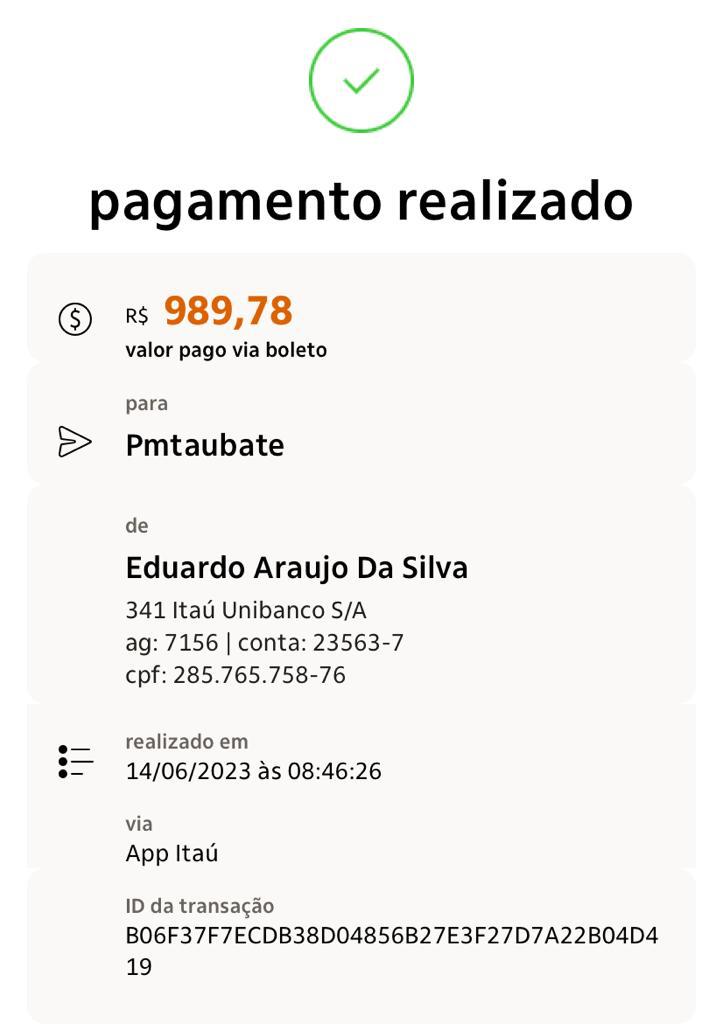 pagamento realizado
R$ 989,78
valor pago via boleto
para
Pmtaubate
de
Eduardo Araujo Da Silva
341 Itaú Unibanco S/A
ag: 7156 | conta: 23563-7
cpf: 285.765.758-76
realizado em
14/06/2023 às 08:46:26
via
App Itaú
ID da transação
B06F37F7ECDB38D04856B27E3F27D7A22B04D4
19